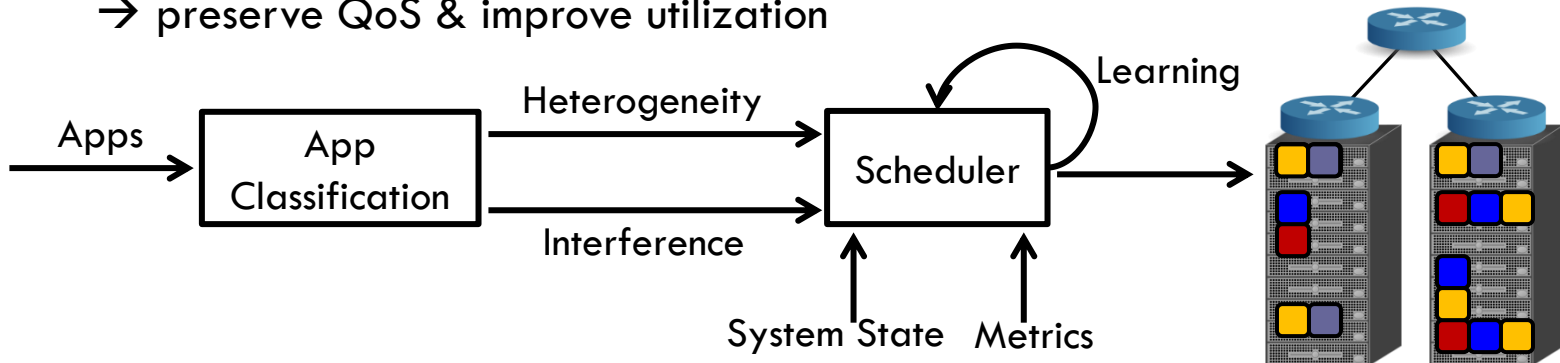 → preserve QoS & improve utilization
Learning
Heterogeneity
Apps
App
Classification
Scheduler
Interference
System State
Metrics